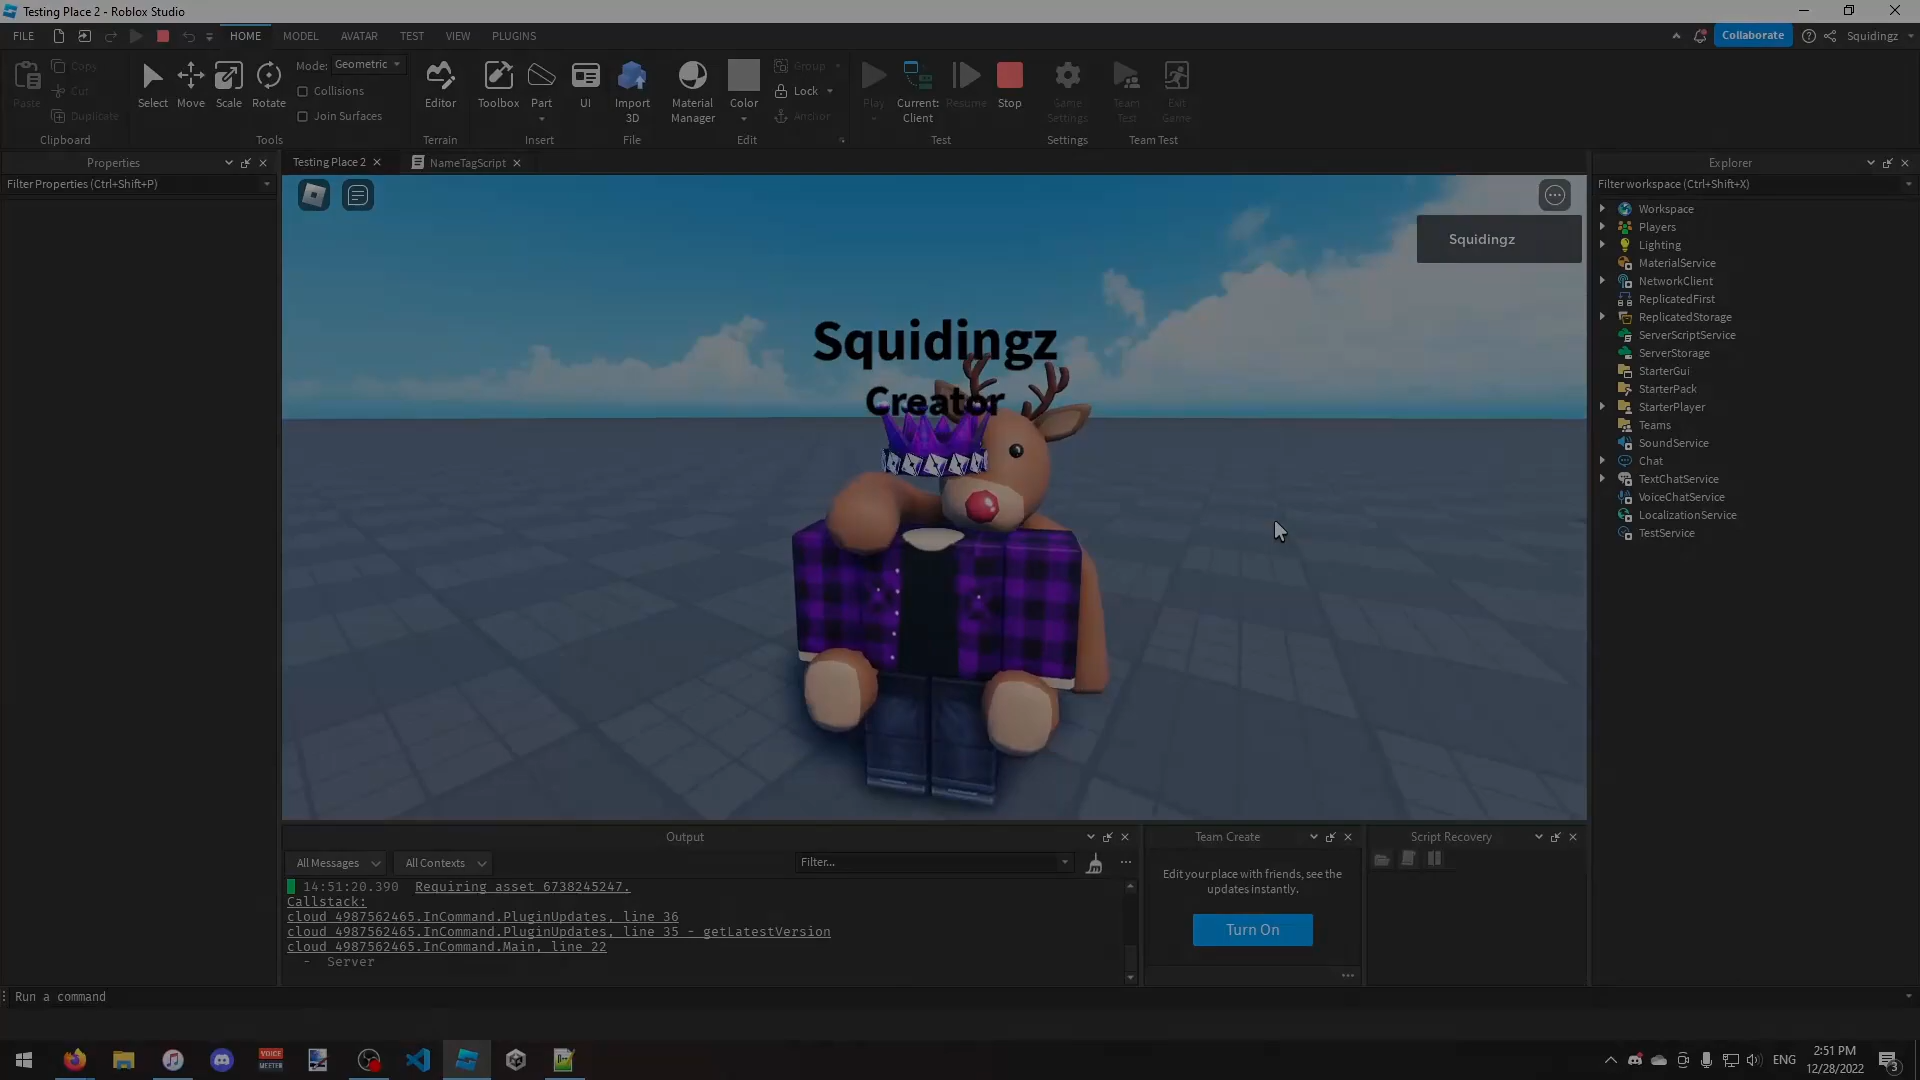 Testing Place 2 - Roblox Studio
FILE
HOME
MODEL
AVATAR
TEST
VIEW
PLUGINS
Collaborate
Squidingz
Paste
Copy
Cut
Duplicate
Clipboard
Select
Move
Scale
Rotate
Mode:
Geometric
Collisions
Join Surfaces
Tools
Editor
Terrain
Toolbox
Part
UI
Insert
Import
3D
File
Material
Manager
Color
Group
Lock
Anchor
Edit
Play
Current:
Client
Resume
Stop
Test
Game
Settings
Settings
Team
Test
Exit
Game
Team Test
Properties
Filter Properties (Ctrl+Shift+P)
Testing Place 2
NameTagScript
Squidingz
Squidingz
Creator
Explorer
Filter workspace (Ctrl+Shift+X)
Workspace
Players
Lighting
MaterialService
NetworkClient
ReplicatedFirst
ReplicatedStorage
ServerScriptService
ServerStorage
StarterGui
StarterPack
StarterPlayer
Teams
SoundService
Chat
TextChatService
VoiceChatService
LocalizationService
TestService
Output
All Messages
All Contexts
Filter...
14:51:20.390 Requiring asset 6738245247.
Callstack:
cloud_4987562465.InCommand.PluginUpdates, line 36
cloud_4987562465.InCommand.PluginUpdates, line 35 - getLatestVersion
cloud_4987562465.InCommand.Main, line 22
- Server
Team Create
Edit your place with friends, see the
updates instantly.
Turn On
Script Recovery
Run a command
VOICE
MEETER
ENG
2:51 PM
12/28/2022
3